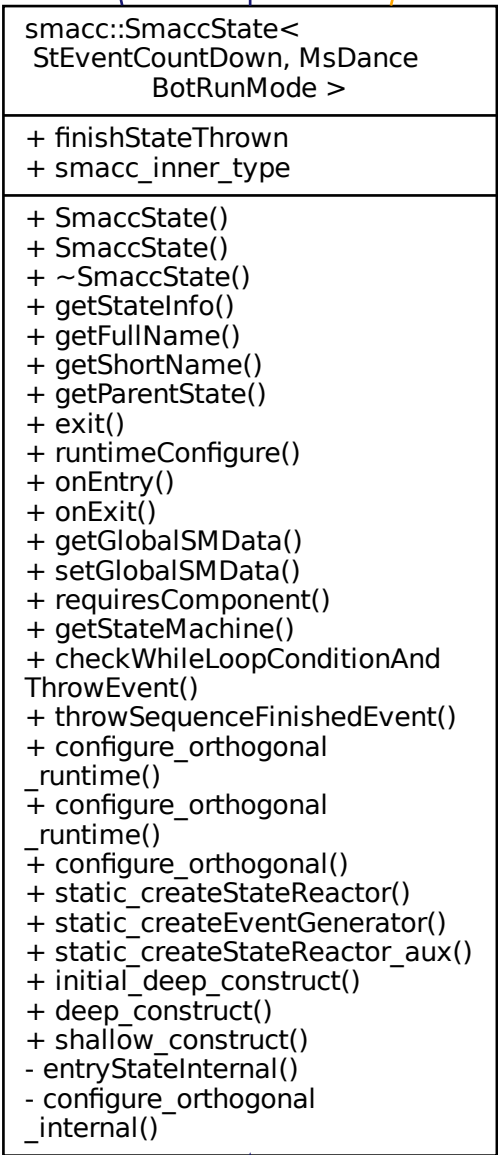 smacc::SmaccState<
StEventCountDown, MsDance
BotRunMode >
+ finishStateThrown
+ smacc_inner_type
+ SmaccState()
+ SmaccState()
+ ~SmaccState()
+ getStateInfo()
+ getFullName()
+ getShortName()
+ getParentState()
+ exit()
+ runtimeConfigure()
+ onEntry()
+ onExit()
+ getGlobalSMData()
+ setGlobalSMData()
+ requiresComponent()
+ getStateMachine()
+ checkWhileLoopConditionAnd
ThrowEvent()
+ throwSequenceFinishedEvent()
+ configure_orthogonal
_runtime()
+ configure_orthogonal
_runtime()
+ configure_orthogonal()
+ static_createStateReactor()
+ static_createEventGenerator()
+ static_createStateReactor_aux()
+ initial_deep_construct()
+ deep_construct()
+ shallow_construct()
- entryStateInternal()
- configure_orthogonal
_internal()